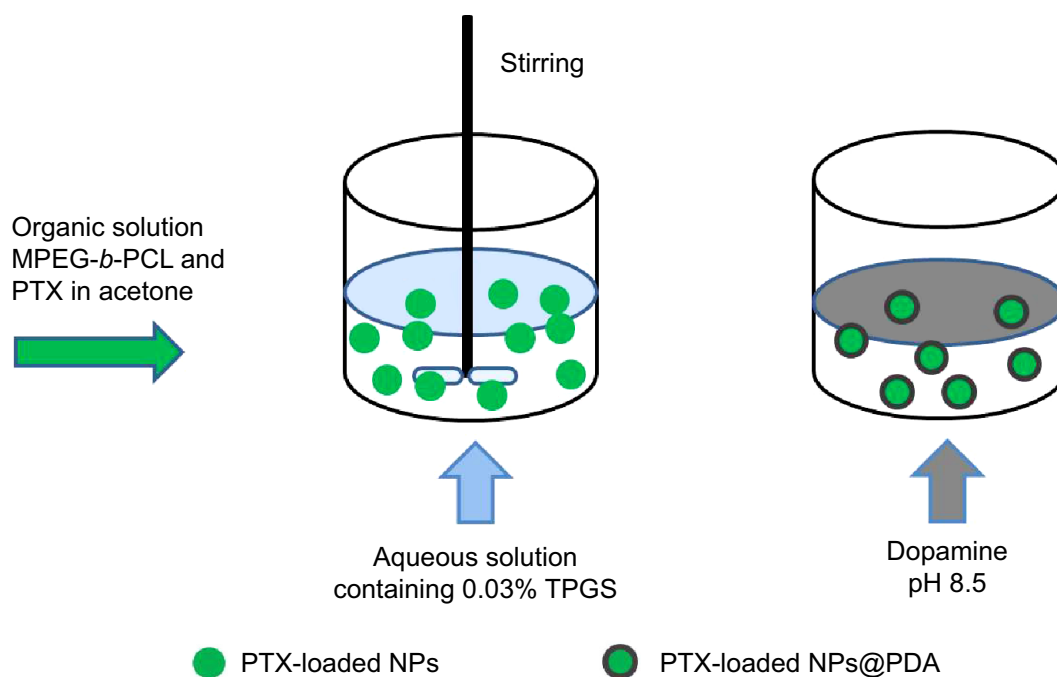 Stirring
Organic solution
MPEG-b-PCL and
PTX in acetone
Aqueous solution
containing 0.03% TPGS
Dopamine
pH 8.5
PTX-loaded NPs
PTX-loaded NPs@PDA